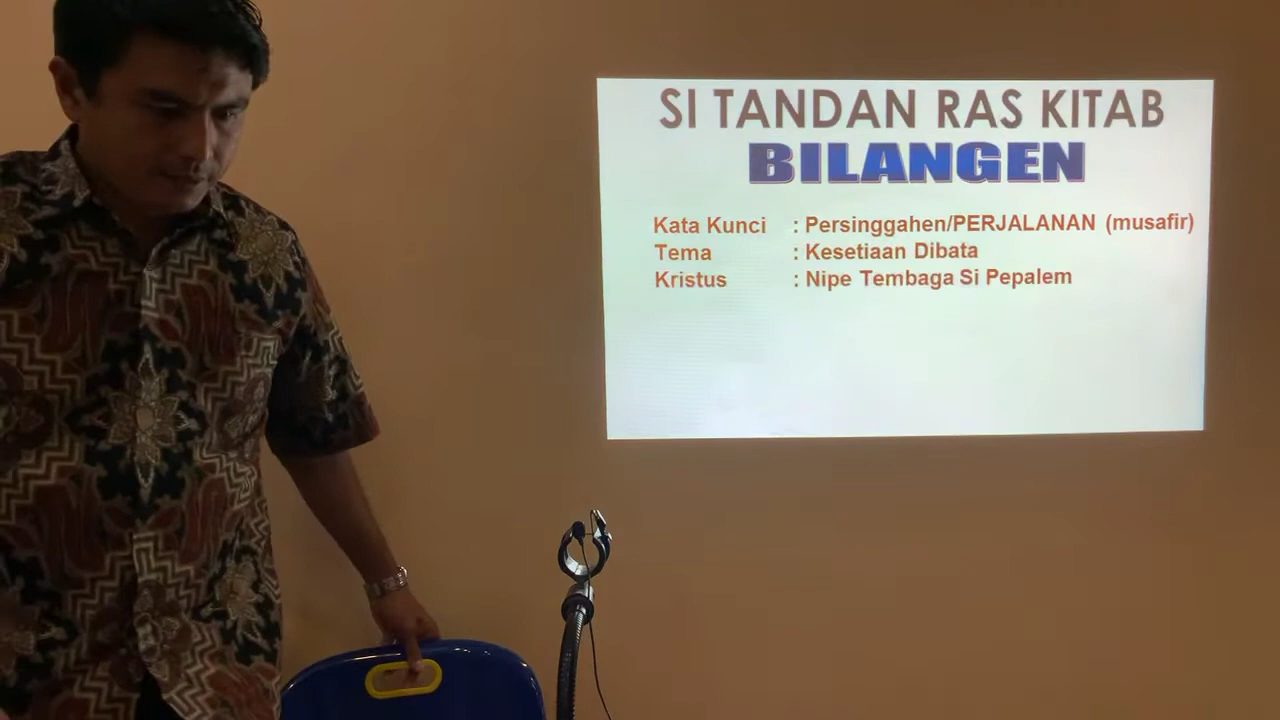 SI TANDAN RAS KITAB
BILANGEN
Kata Kunci : Persinggahen/PERJALANAN (musafir)
Tema : Kesetiaan Dibata
Kristus : Nipe Tembaga Si Pepalem